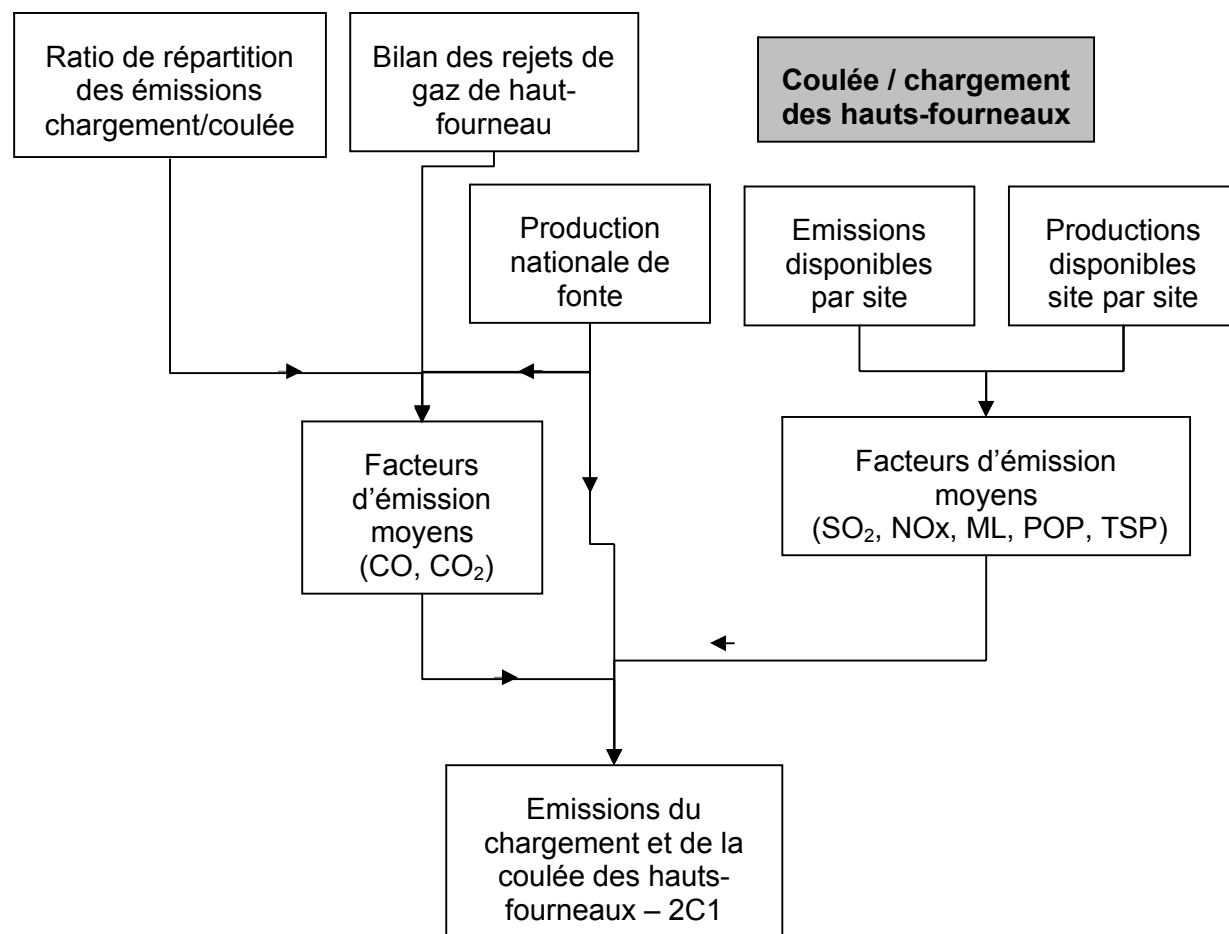 Ratio de répartition
des émissions
chargement/coulée
Bilan des rejets de
gaz de haut-
fourneau
Coulée / chargement
des hauts-fourneaux
Production
nationale de
fonte
Emissions
disponibles
par site
Productions
disponibles
site par site
Facteurs
d’émission
moyens
(CO, CO₂)
Facteurs d’émission
moyens
(SO₂, NOx, ML, POP, TSP)
Emissions du
chargement et de la
coulée des hauts-
fourneaux – 2C1